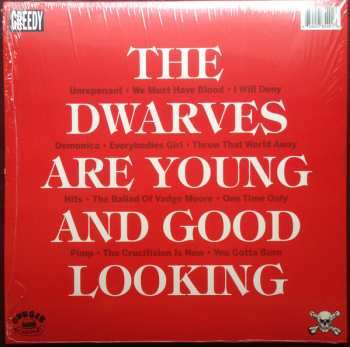 GREEDY
THE
Unrepenant • We Must Have Blood • I Will Deny
DWARVES
Demonica • Everybodies Girl • Throw That World Away
ARE YOUNG
Hits • The Ballad Of Vadge Moore • One Time Only
AND GOOD
Pimp • The Crucifixion Is Now • You Gotta Burn
LOOKING